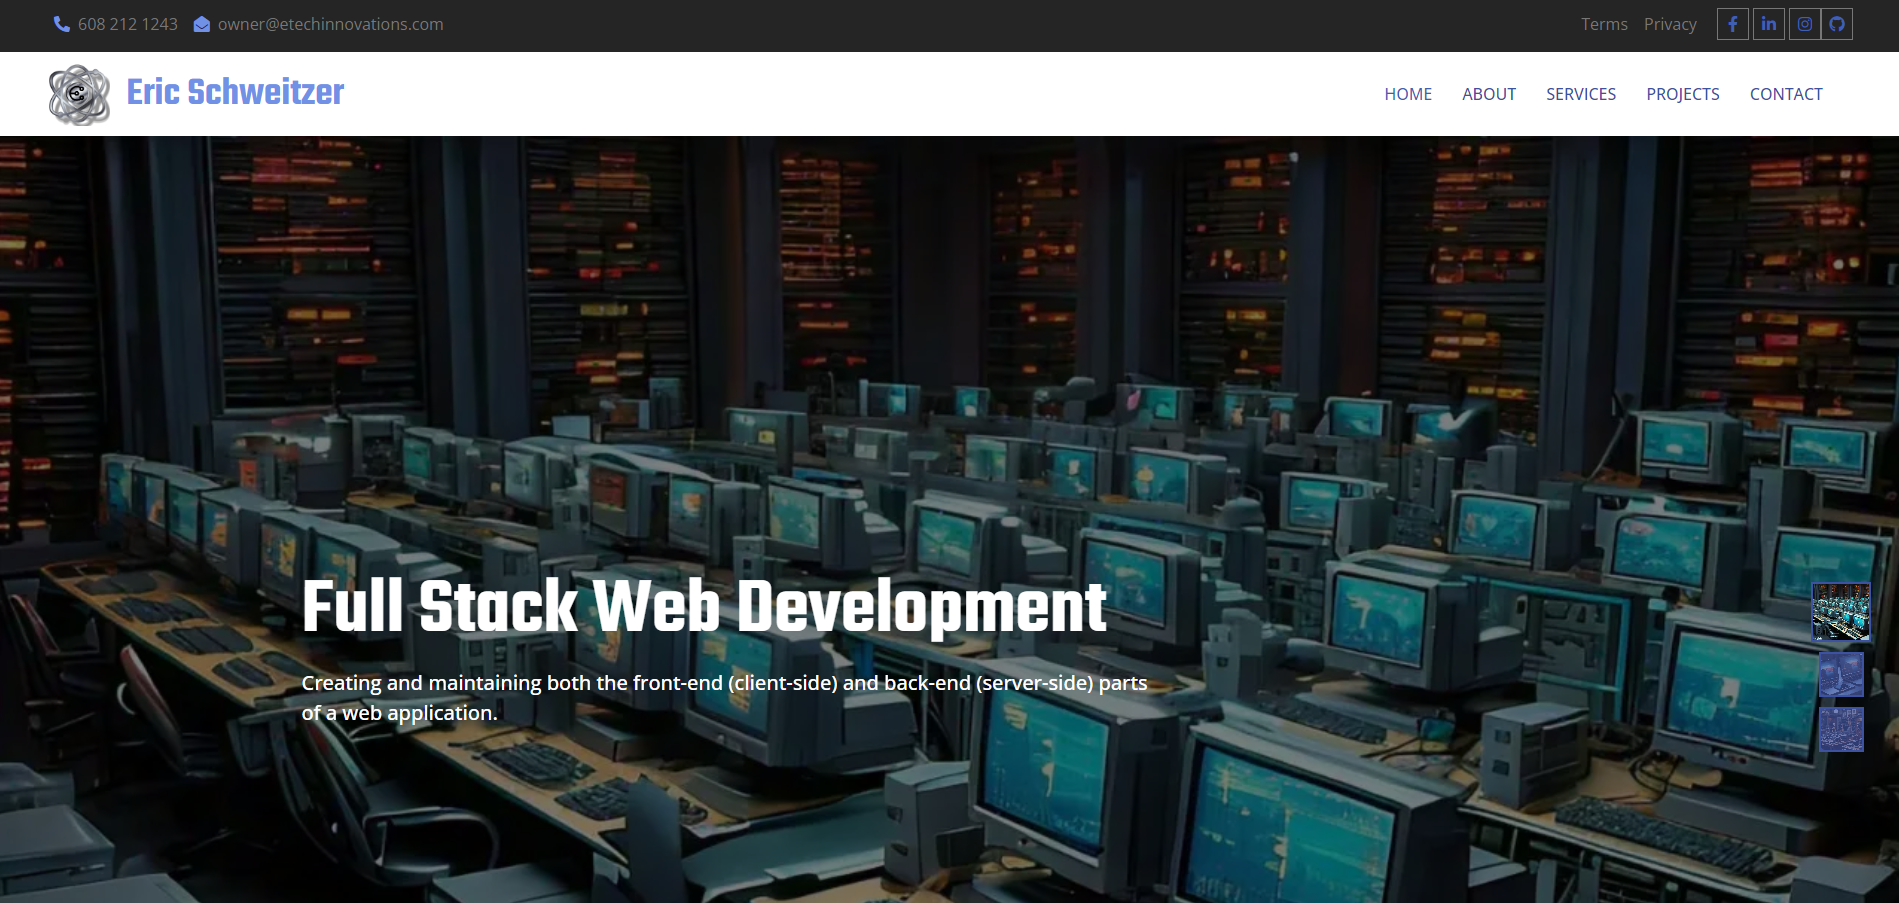 608 212 1243 owner@etechinnovations.com Terms Privacy
Eric Schweitzer
HOME ABOUT SERVICES PROJECTS CONTACT
Full Stack Web Development
Creating and maintaining both the front-end (client-side) and back-end (server-side) parts
of a web application.